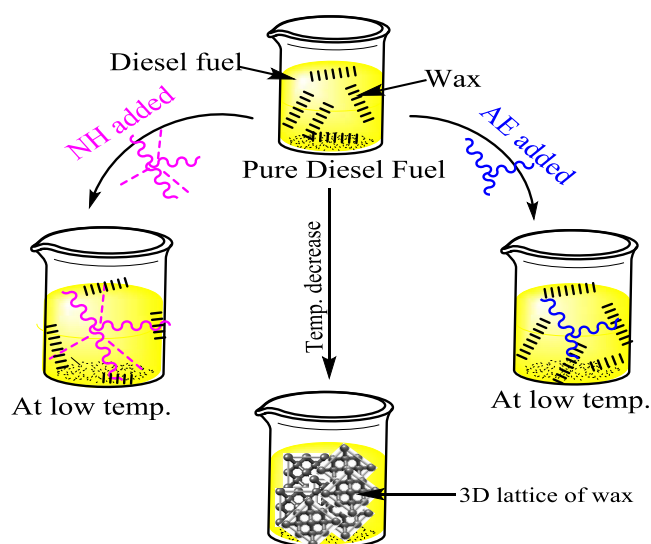 Diesel fuel
Wax
NH added
AE added
Pure Diesel Fuel
Temp. decrease
At low temp.
At low temp.
3D lattice of wax